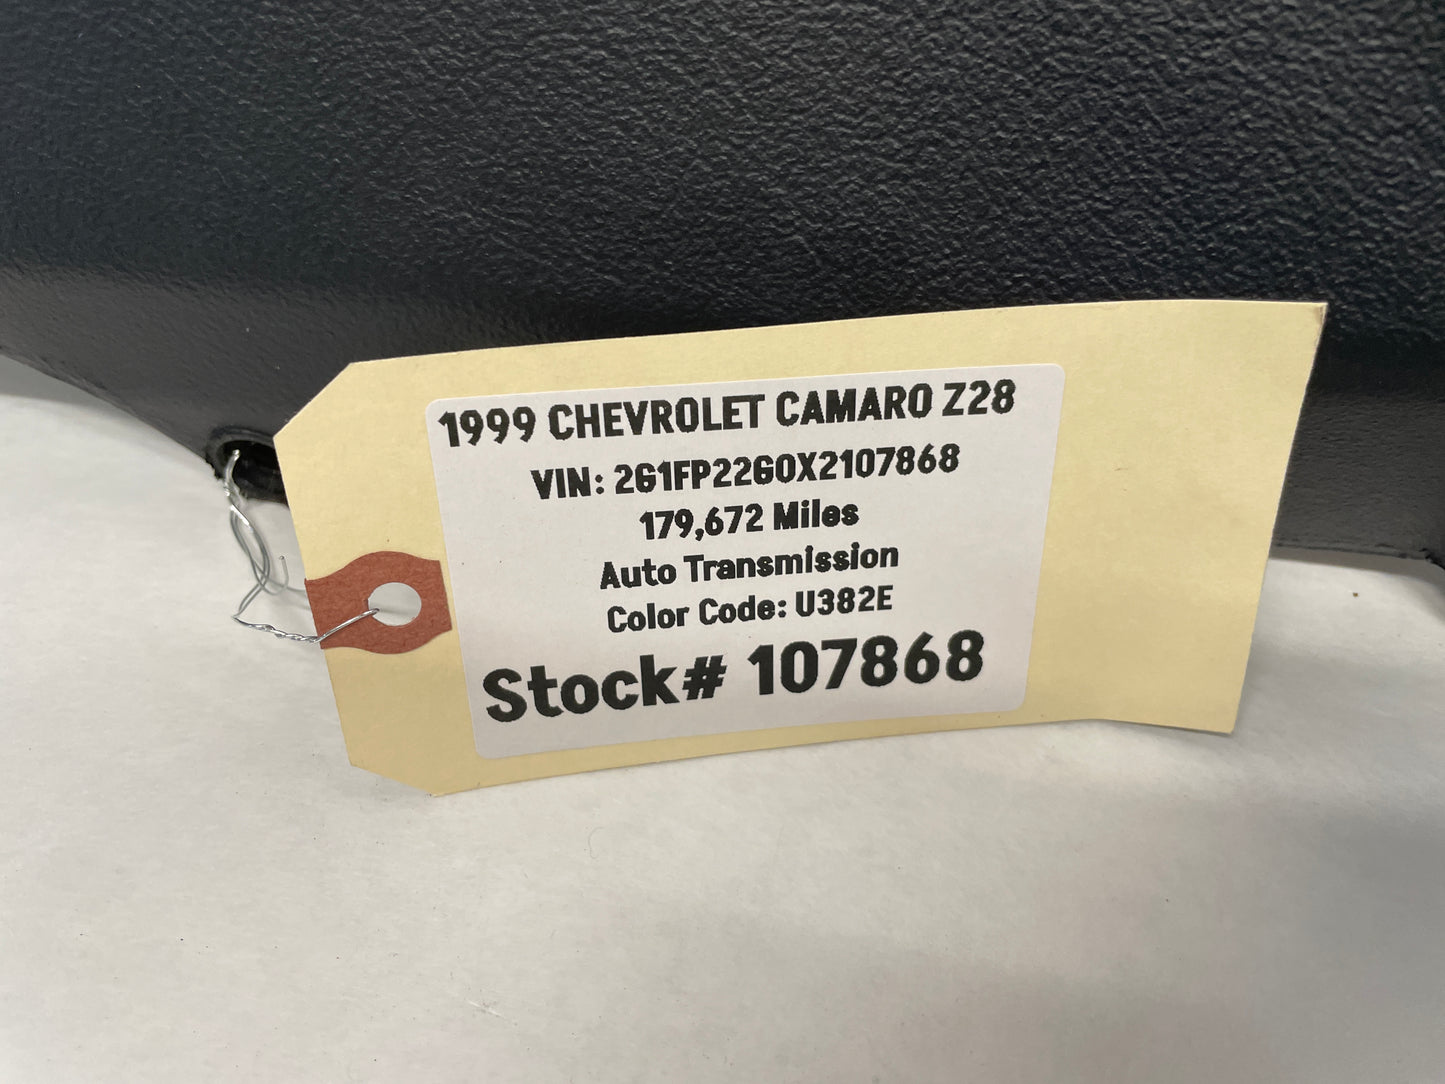 1999 CHEVROLET CAMARO Z28
VIN: 2G1FP22G0X2107868
179,672 Miles
Auto Transmission
Color Code: U382E
Stock# 107868